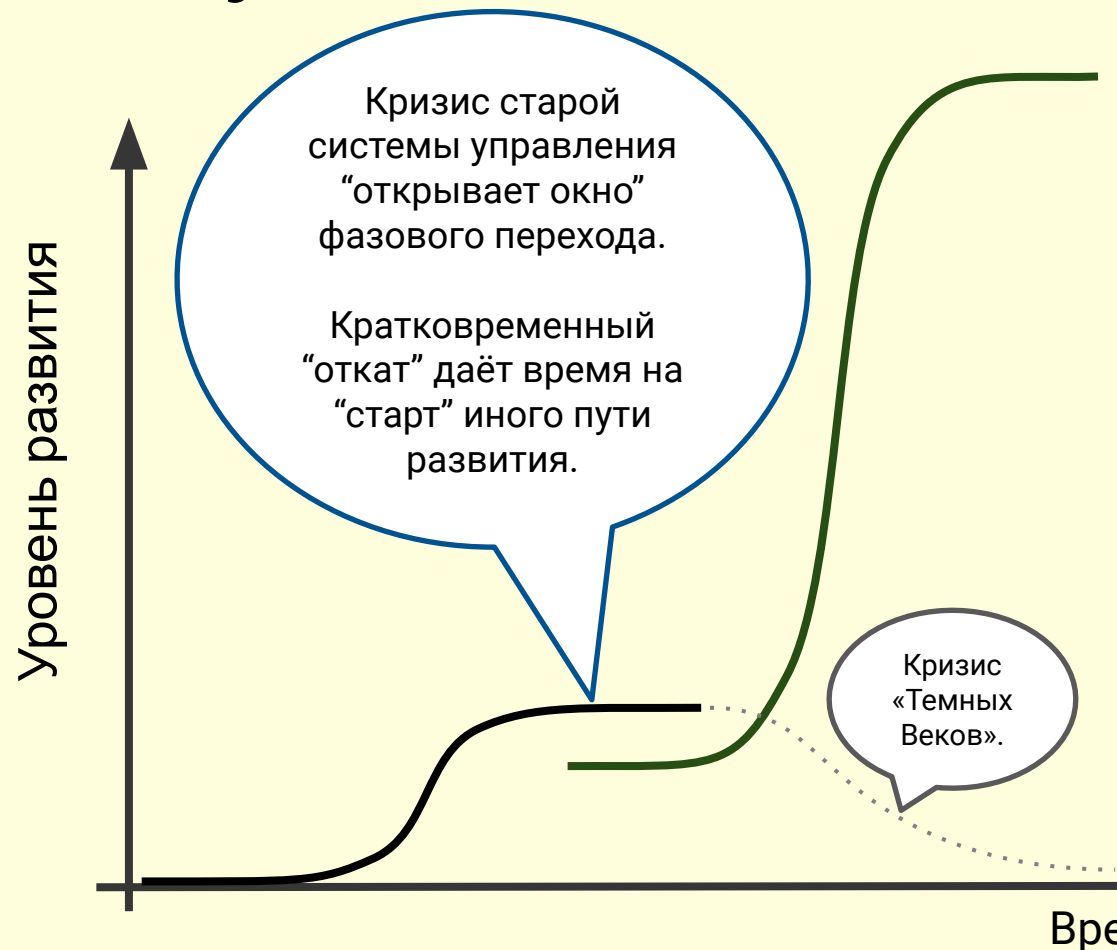 Кризис старой
системы управления
“открывает окно”
фазового перехода.
Кратковременный
“откат” даёт время на
“старт” иного пути
развития.
Уровень развития
Кризис
«Темных
Веков».
Вре